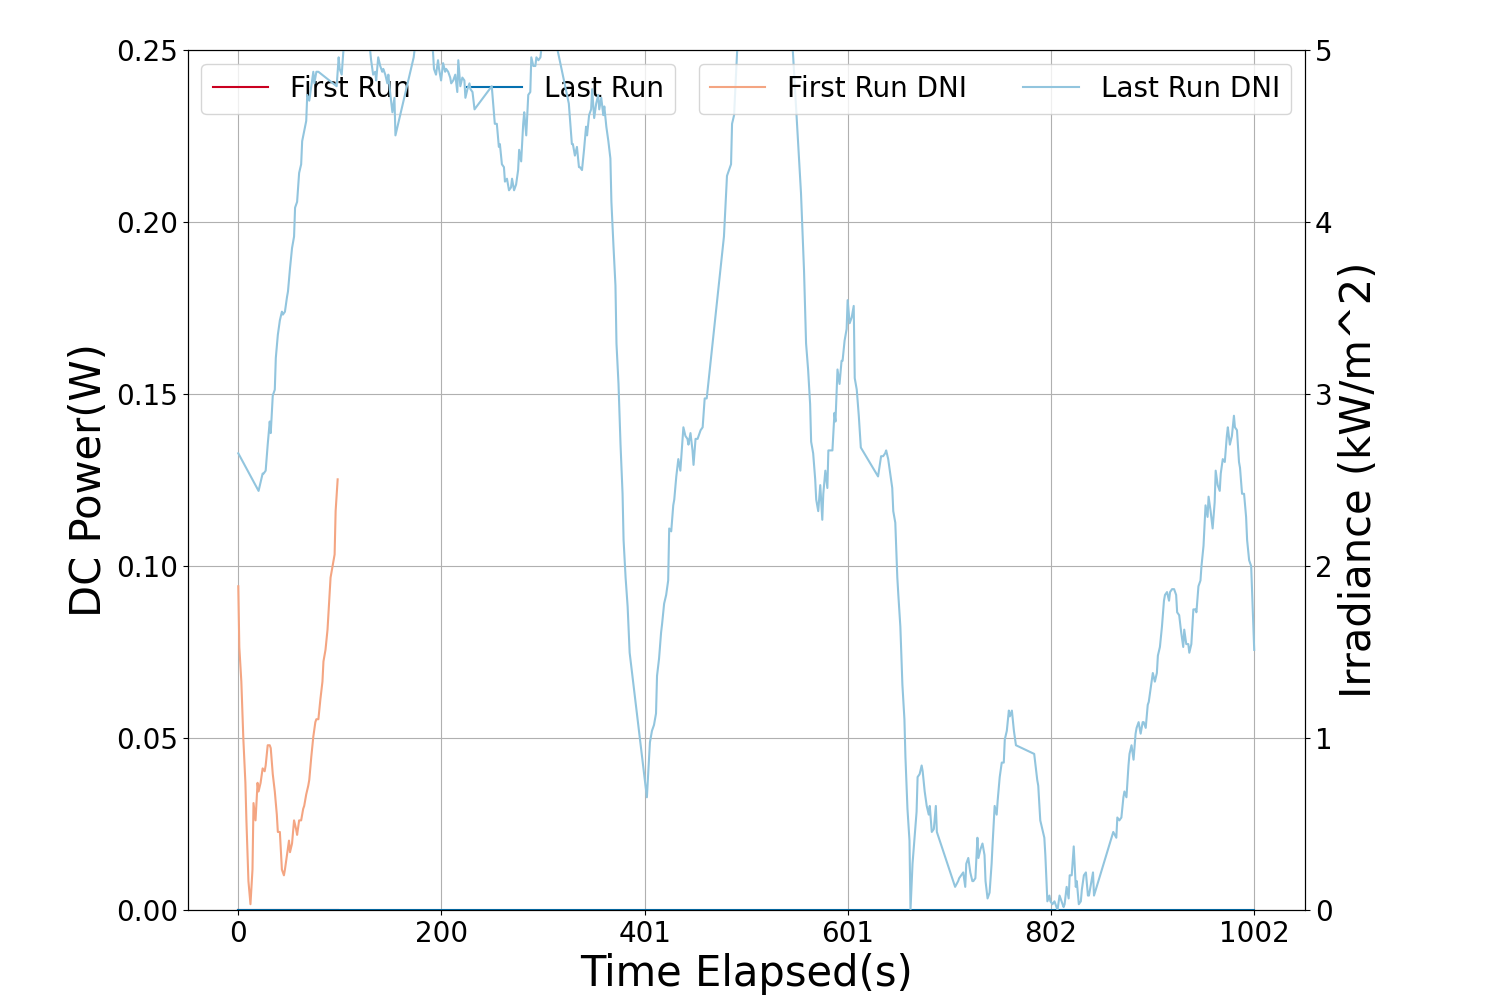 First Run
Last Run
First Run DNI
Last Run DNI
0.25
0.20
0.15
0.10
0.05
0.00
DC Power(W)
5
4
3
2
1
0
Irradiance (kW/m^2)
0
200
401
601
802
1002
Time Elapsed(s)